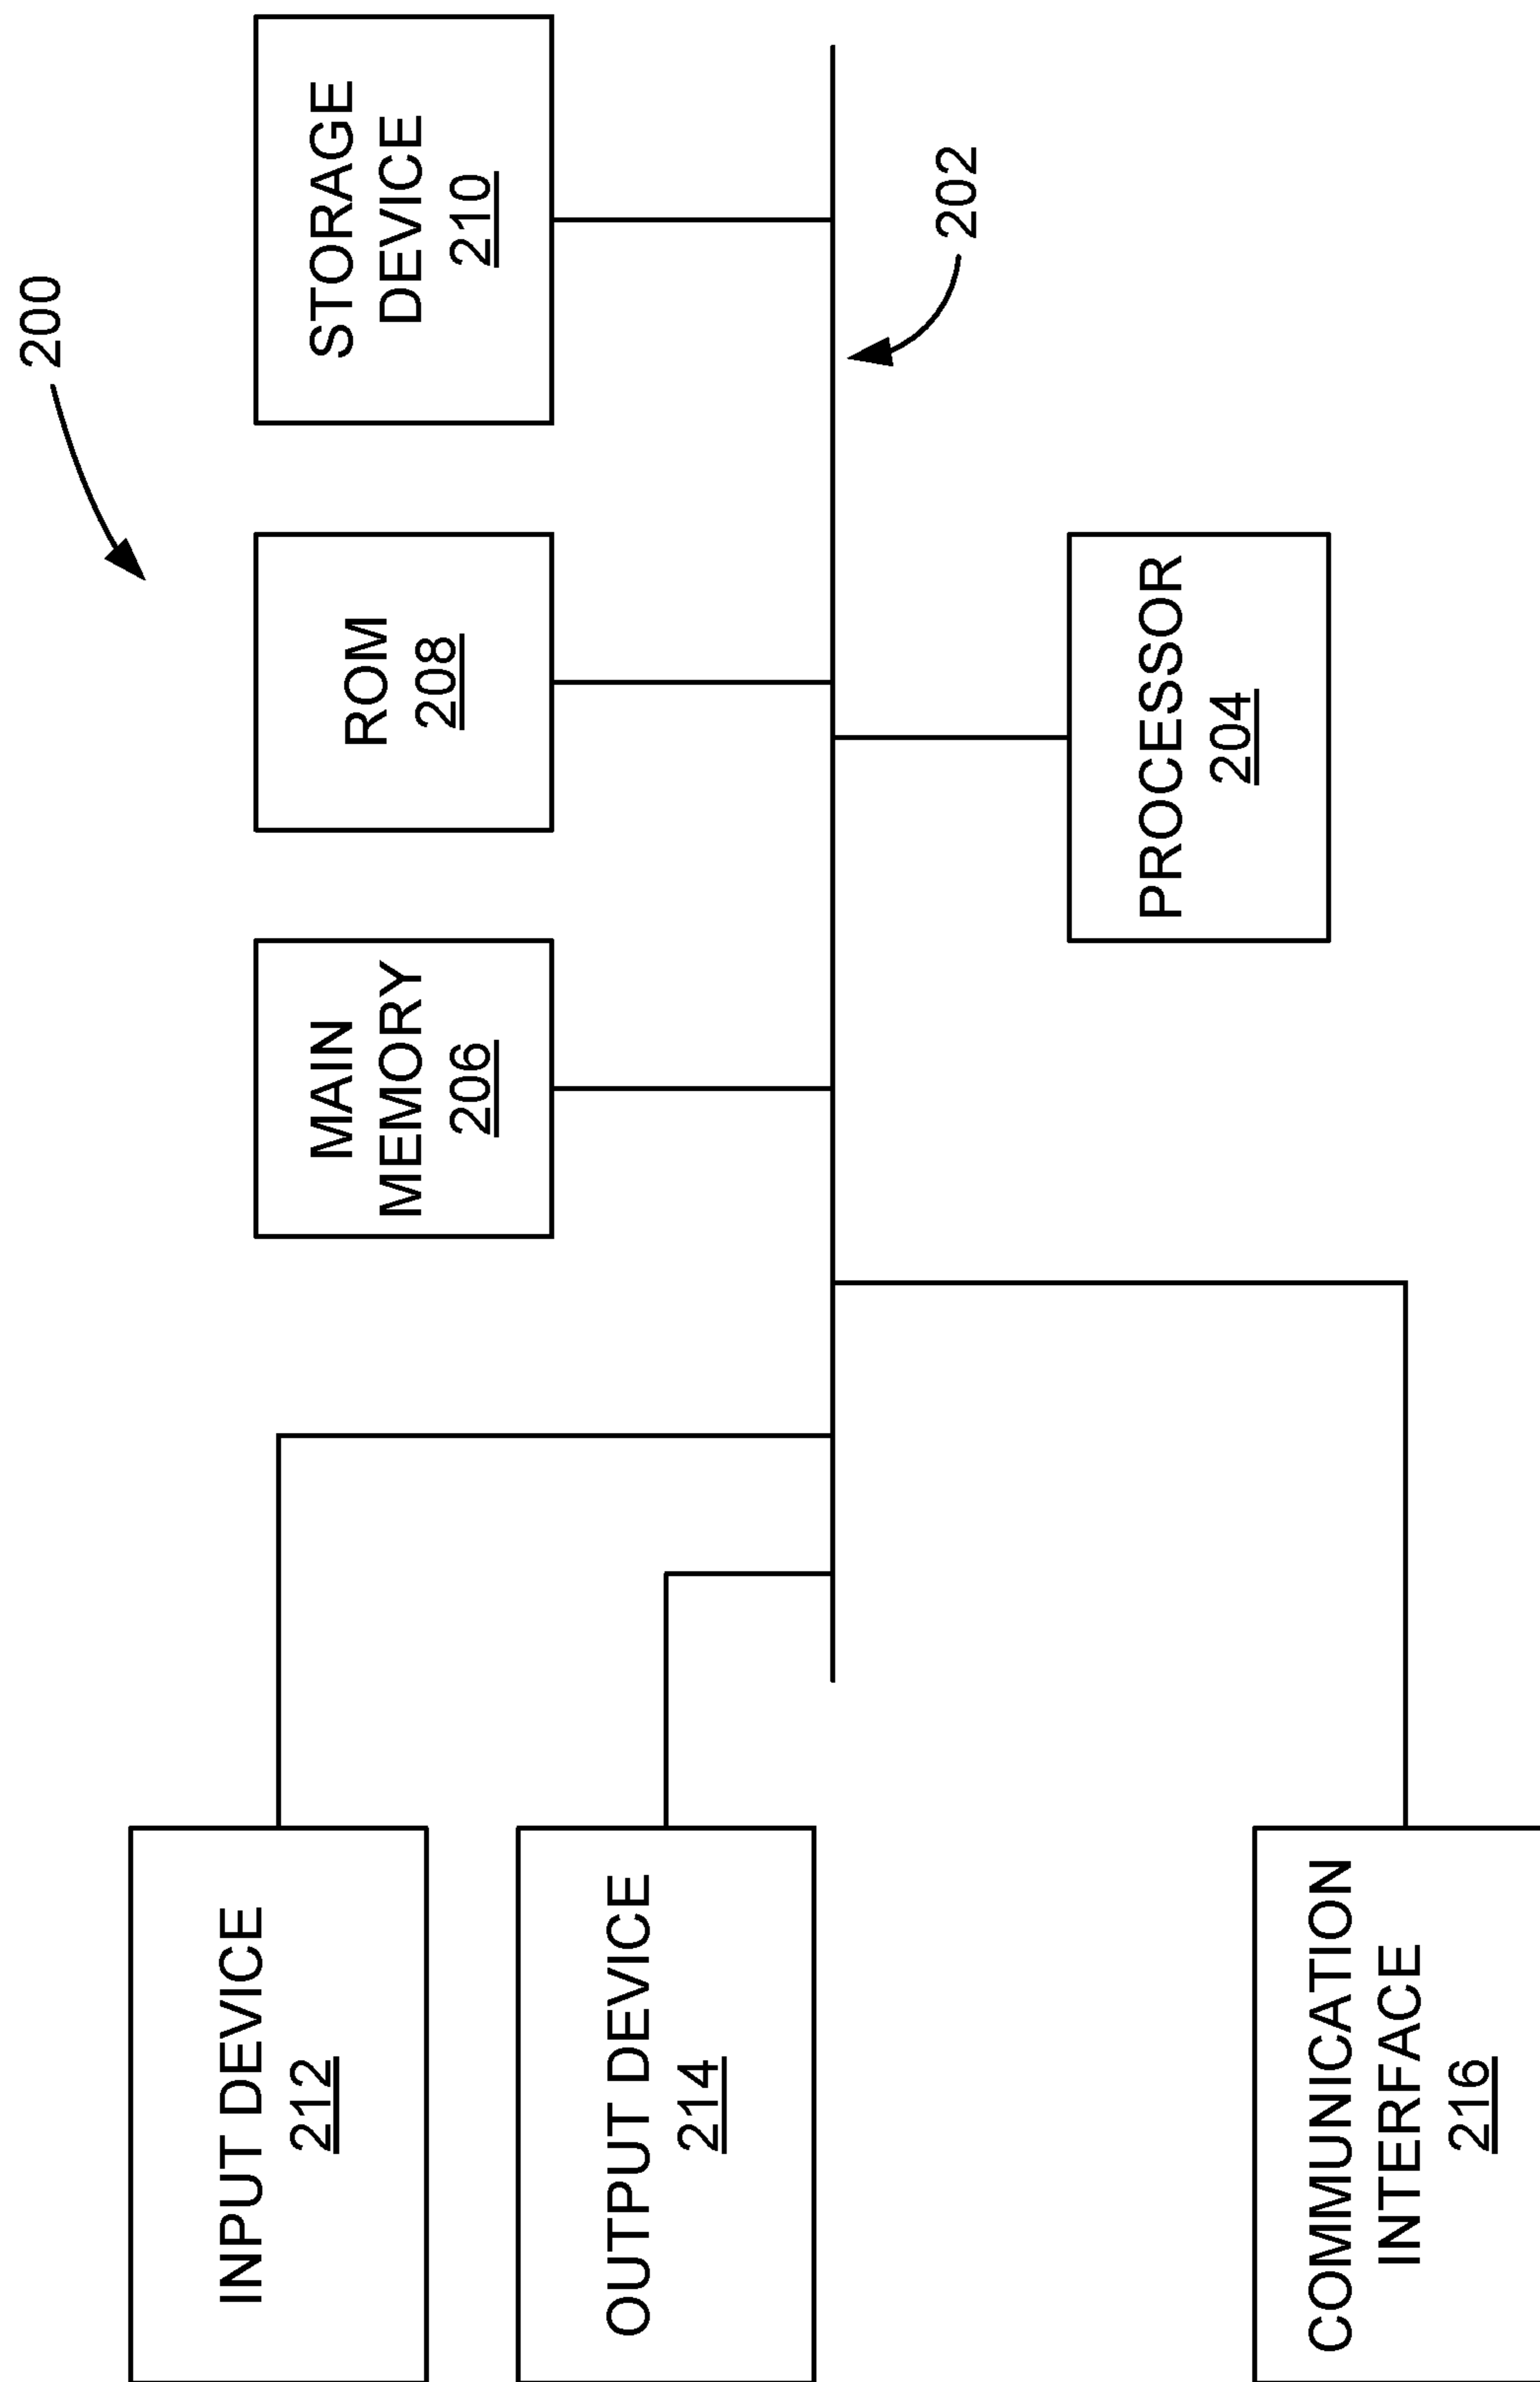 200
MAIN
MEMORY
206
ROM
208
STORAGE
DEVICE
210
INPUT DEVICE
212
OUTPUT DEVICE
214
202
PROCESSOR
204
COMMUNICATION
INTERFACE
216